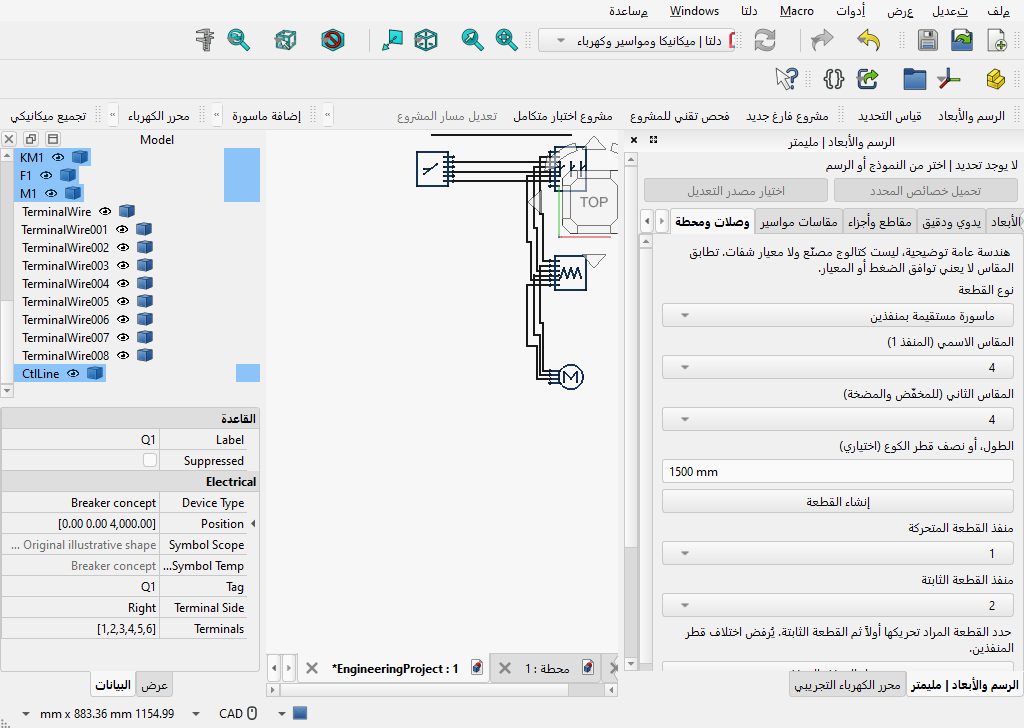 ملف
تعديل
عرض
أدوات
Macro
دلتا
Windows
مساعدة
دلتا | ميكانيكا ومواسير وكهرباء
الرسم والأبعاد
قياس التحديد
مشروع فارغ جديد
فحص تقني للمشروع
مشروع اختبار متكامل
تعديل مسار المشروع
إضافة ماسورة
محرر الكهرباء
تجميع ميكانيكي
Model
KM1
F1
M1
TerminalWire
TerminalWire001
TerminalWire002
TerminalWire003
TerminalWire004
TerminalWire005
TerminalWire006
TerminalWire007
TerminalWire008
CtlLine
القاعدة
Label Q1
Suppressed
Electrical
Device Type Breaker concept
Position [0.00 0.00 4,000.00]
Symbol Scope Original illustrative shape ...
Symbol Temp... Breaker concept
Tag Q1
Terminal Side Right
Terminals [1,2,3,4,5,6]
عرض
البيانات
TOP
M
*EngineeringProject : 1
محطة : 1
الرسم والأبعاد | مليمتر
لا يوجد تحديد | اختر من النموذج أو الرسم
تحميل خصائص المحدد
اختيار مصدر التعديل
الأبعاد
يدوي ودقيق
مقاطع وأجزاء
مقاسات مواسير
وصلات ومحطة
هندسة عامة توضيحية، ليست كتالوج مصنّع ولا معيار شفات. تطابق
المقاس لا يعني توافق الضغط أو المعيار.
نوع القطعة
ماسورة مستقيمة بمنفذين
المقاس الاسمي (المنفذ 1)
4
المقاس الثاني (للمخفّض والمضخة)
4
الطول، أو نصف قطر الكوع (اختياري)
1500 mm
إنشاء القطعة
منفذ القطعة المتحركة
1
منفذ القطعة الثابتة
2
حدد القطعة المراد تحريكها أولاً ثم القطعة الثابتة. يُرفض اختلاف قطر
المنفذين.
الرسم والأبعاد | مليمتر
محرر الكهرباء التجريبي
CAD
1154.99 mm x 883.36 mm